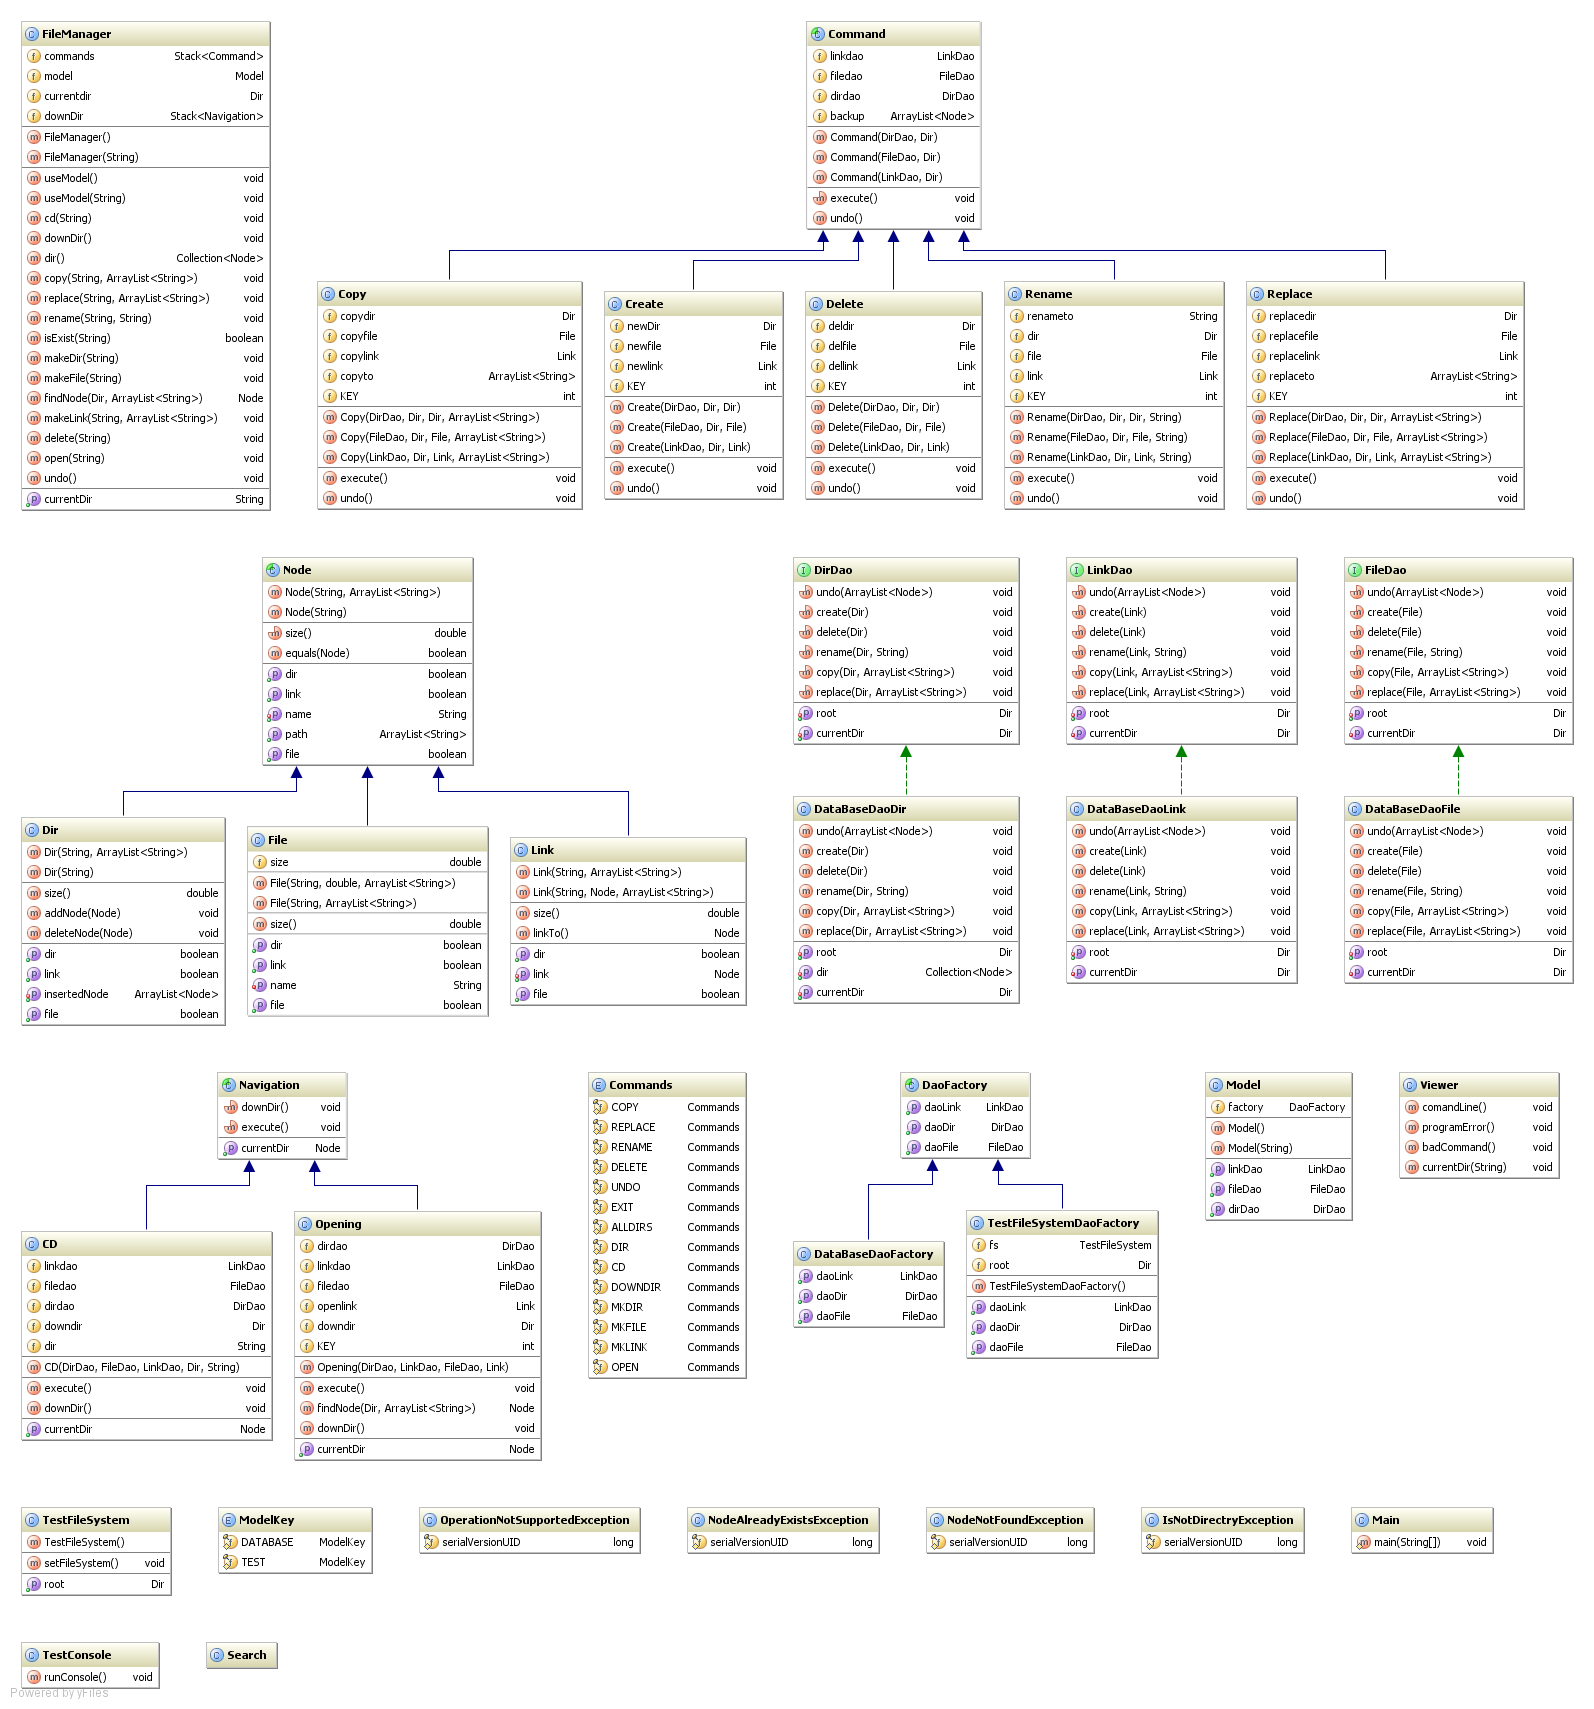 FileManager
commands Stack<Command>
model Model
currentdir Dir
downDir Stack<Navigation>
FileManager()
FileManager(String)
useModel() void
useModel(String) void
cd(String) void
downDir() void
dir() Collection<Node>
copy(String, ArrayList<String>) void
replace(String, ArrayList<String>) void
rename(String, String) void
isExist(String) boolean
makeDir(String) void
makeFile(String) void
findNode(Dir, ArrayList<String>) Node
makeLink(String, ArrayList<String>) void
delete(String) void
open(String) void
undo() void
currentDir String
Command
linkdao LinkDao
filedao FileDao
dirdao DirDao
backup ArrayList<Node>
Command(DirDao, Dir)
Command(FileDao, Dir)
Command(LinkDao, Dir)
execute() void
undo() void
Copy
copydir Dir
copyfile File
copylink Link
copyto ArrayList<String>
KEY int
Copy(DirDao, Dir, Dir, ArrayList<String>)
Copy(FileDao, Dir, File, ArrayList<String>)
Copy(LinkDao, Dir, Link, ArrayList<String>)
execute() void
undo() void
Create
newDir Dir
newfile File
newlink Link
KEY int
Create(DirDao, Dir, Dir)
Create(FileDao, Dir, File)
Create(LinkDao, Dir, Link)
execute() void
undo() void
Delete
deldir Dir
delfile File
dellink Link
KEY int
Delete(DirDao, Dir, Dir)
Delete(FileDao, Dir, File)
Delete(LinkDao, Dir, Link)
execute() void
undo() void
Rename
renameto String
dir Dir
file File
link Link
KEY int
Rename(DirDao, Dir, Dir, String)
Rename(FileDao, Dir, File, String)
Rename(LinkDao, Dir, Link, String)
execute() void
undo() void
Replace
replacedir Dir
replacefile File
replacelink Link
replaceto ArrayList<String>
KEY int
Replace(DirDao, Dir, Dir, ArrayList<String>)
Replace(FileDao, Dir, File, ArrayList<String>)
Replace(LinkDao, Dir, Link, ArrayList<String>)
execute() void
undo() void
Node
Node(String, ArrayList<String>)
Node(String)
size() double
equals(Node) boolean
dir boolean
link boolean
name String
path ArrayList<String>
file boolean
DirDao
undo(ArrayList<Node>) void
create(Dir) void
delete(Dir) void
rename(Dir, String) void
copy(Dir, ArrayList<String>) void
replace(Dir, ArrayList<String>) void
root Dir
currentDir Dir
LinkDao
undo(ArrayList<Node>) void
create(Link) void
delete(Link) void
rename(Link, String) void
copy(Link, ArrayList<String>) void
replace(Link, ArrayList<String>) void
root Dir
currentDir Dir
FileDao
undo(ArrayList<Node>) void
create(File) void
delete(File) void
rename(File, String) void
copy(File, ArrayList<String>) void
replace(File, ArrayList<String>) void
root Dir
currentDir Dir
Dir
Dir(String, ArrayList<String>)
Dir(String)
size() double
addNode(Node) void
deleteNode(Node) void
dir boolean
link boolean
insertedNode ArrayList<Node>
file boolean
File
size double
File(String, double, ArrayList<String>)
File(String, ArrayList<String>)
size() double
dir boolean
link boolean
name String
file boolean
Link
Link(String, ArrayList<String>)
Link(String, Node, ArrayList<String>)
size() double
linkTo() Node
dir boolean
link Node
file boolean
DataBaseDaoDir
undo(ArrayList<Node>) void
create(Dir) void
delete(Dir) void
rename(Dir, String) void
copy(Dir, ArrayList<String>) void
replace(Dir, ArrayList<String>) void
root Dir
dir Collection<Node>
currentDir Dir
DataBaseDaoLink
undo(ArrayList<Node>) void
create(Link) void
delete(Link) void
rename(Link, String) void
copy(Link, ArrayList<String>) void
replace(Link, ArrayList<String>) void
root Dir
currentDir Dir
DataBaseDaoFile
undo(ArrayList<Node>) void
create(File) void
delete(File) void
rename(File, String) void
copy(File, ArrayList<String>) void
replace(File, ArrayList<String>) void
root Dir
currentDir Dir
Navigation
downDir() void
execute() void
currentDir Node
CD
linkdao LinkDao
filedao FileDao
dirdao DirDao
downdir Dir
dir String
CD(DirDao, FileDao, LinkDao, Dir, String)
execute() void
downDir() void
currentDir Node
Opening
dirdao DirDao
linkdao LinkDao
filedao FileDao
openlink Link
downdir Dir
KEY int
Opening(DirDao, LinkDao, FileDao, Link)
execute() void
findNode(Dir, ArrayList<String>) Node
downDir() void
currentDir Node
Commands
COPY Commands
REPLACE Commands
RENAME Commands
DELETE Commands
UNDO Commands
EXIT Commands
ALLDIRS Commands
DIR Commands
CD Commands
DOWNDIR Commands
MKDIR Commands
MKFILE Commands
MKLINK Commands
OPEN Commands
DaoFactory
daoLink LinkDao
daoDir DirDao
daoFile FileDao
DataBaseDaoFactory
daoLink LinkDao
daoDir DirDao
daoFile FileDao
TestFileSystemDaoFactory
fs TestFileSystem
root Dir
TestFileSystemDaoFactory()
daoLink LinkDao
daoDir DirDao
daoFile FileDao
Model
factory DaoFactory
Model()
Model(String)
linkDao LinkDao
fileDao FileDao
dirDao DirDao
Viewer
comandLine() void
programError() void
badCommand() void
currentDir(String) void
TestFileSystem
TestFileSystem()
setFileSystem() void
root Dir
ModelKey
DATABASE ModelKey
TEST ModelKey
OperationNotSupportedException
serialVersionUID long
NodeAlreadyExistsException
serialVersionUID long
NodeNotFoundException
serialVersionUID long
IsNotDirectryException
serialVersionUID long
Main
main(String[]) void
TestConsole
runConsole() void
Search
Powered by yFiles